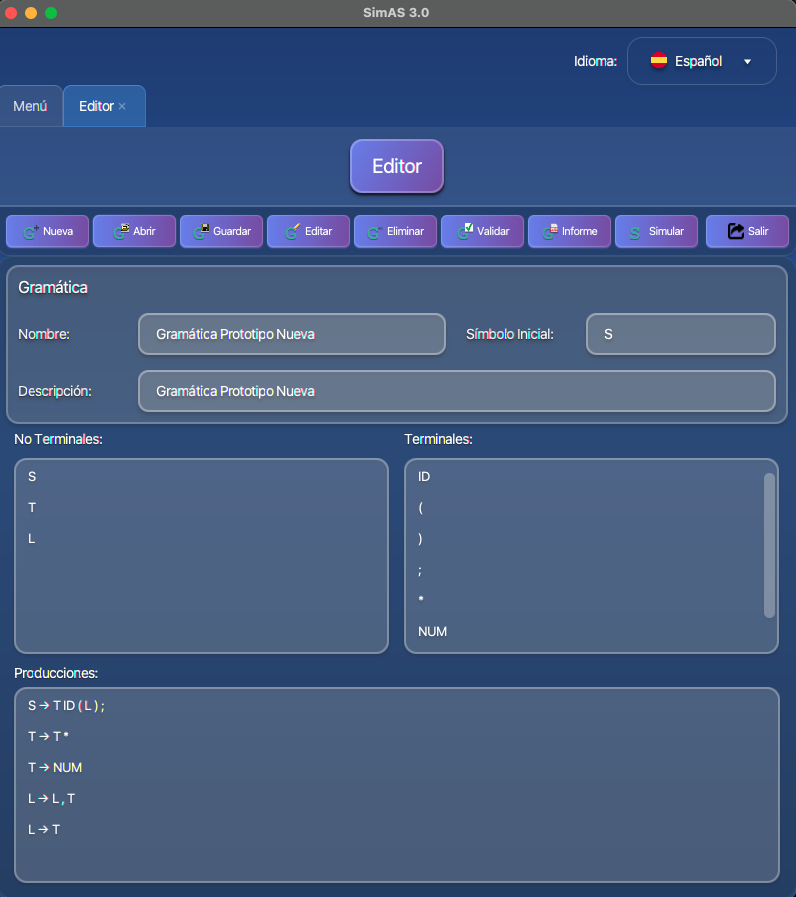 SimAS 3.0
Idioma: Español
Menú Editor ×
Editor
Nueva Abrir Guardar Editar Eliminar Validar Informe Simular Salir
Gramática
Nombre: Gramática Prototipo Nueva Símbolo Inicial: S
Descripción: Gramática Prototipo Nueva
No Terminales: Terminales:
S ID
T (
L )
;
*
NUM
Producciones:
S → T ID ( L ) ;
T → T *
T → NUM
L → L , T
L → T